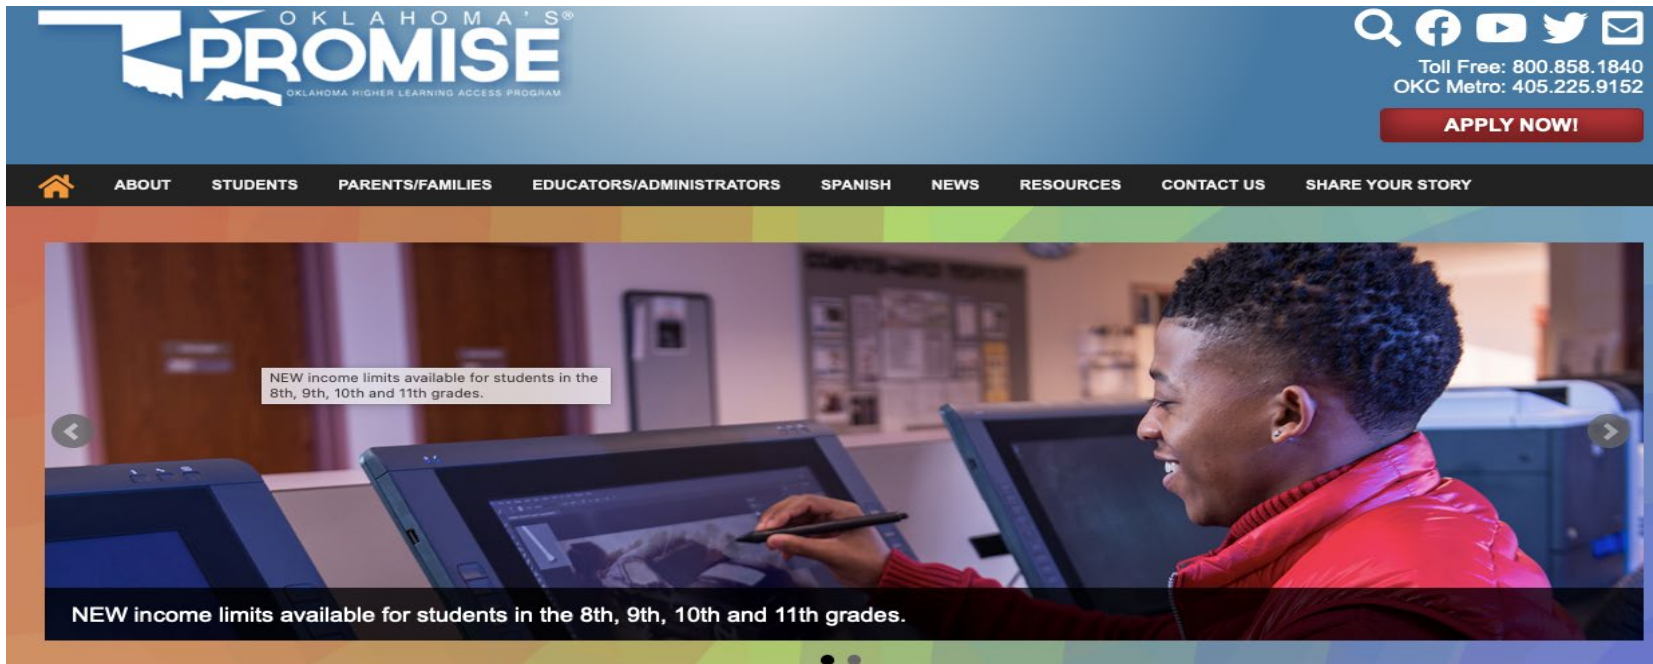 OKLAHOMA'S®
PROMISE
OKLAHOMA HIGHER LEARNING ACCESS PROGRAM
Toll Free: 800.858.1840
OKC Metro: 405.225.9152
APPLY NOW!
ABOUT STUDENTS PARENTS/FAMILIES EDUCATORS/ADMINISTRATORS SPANISH NEWS RESOURCES CONTACT US SHARE YOUR STORY
NEW income limits available for students in the
8th, 9th, 10th and 11th grades.
NEW income limits available for students in the 8th, 9th, 10th and 11th grades.